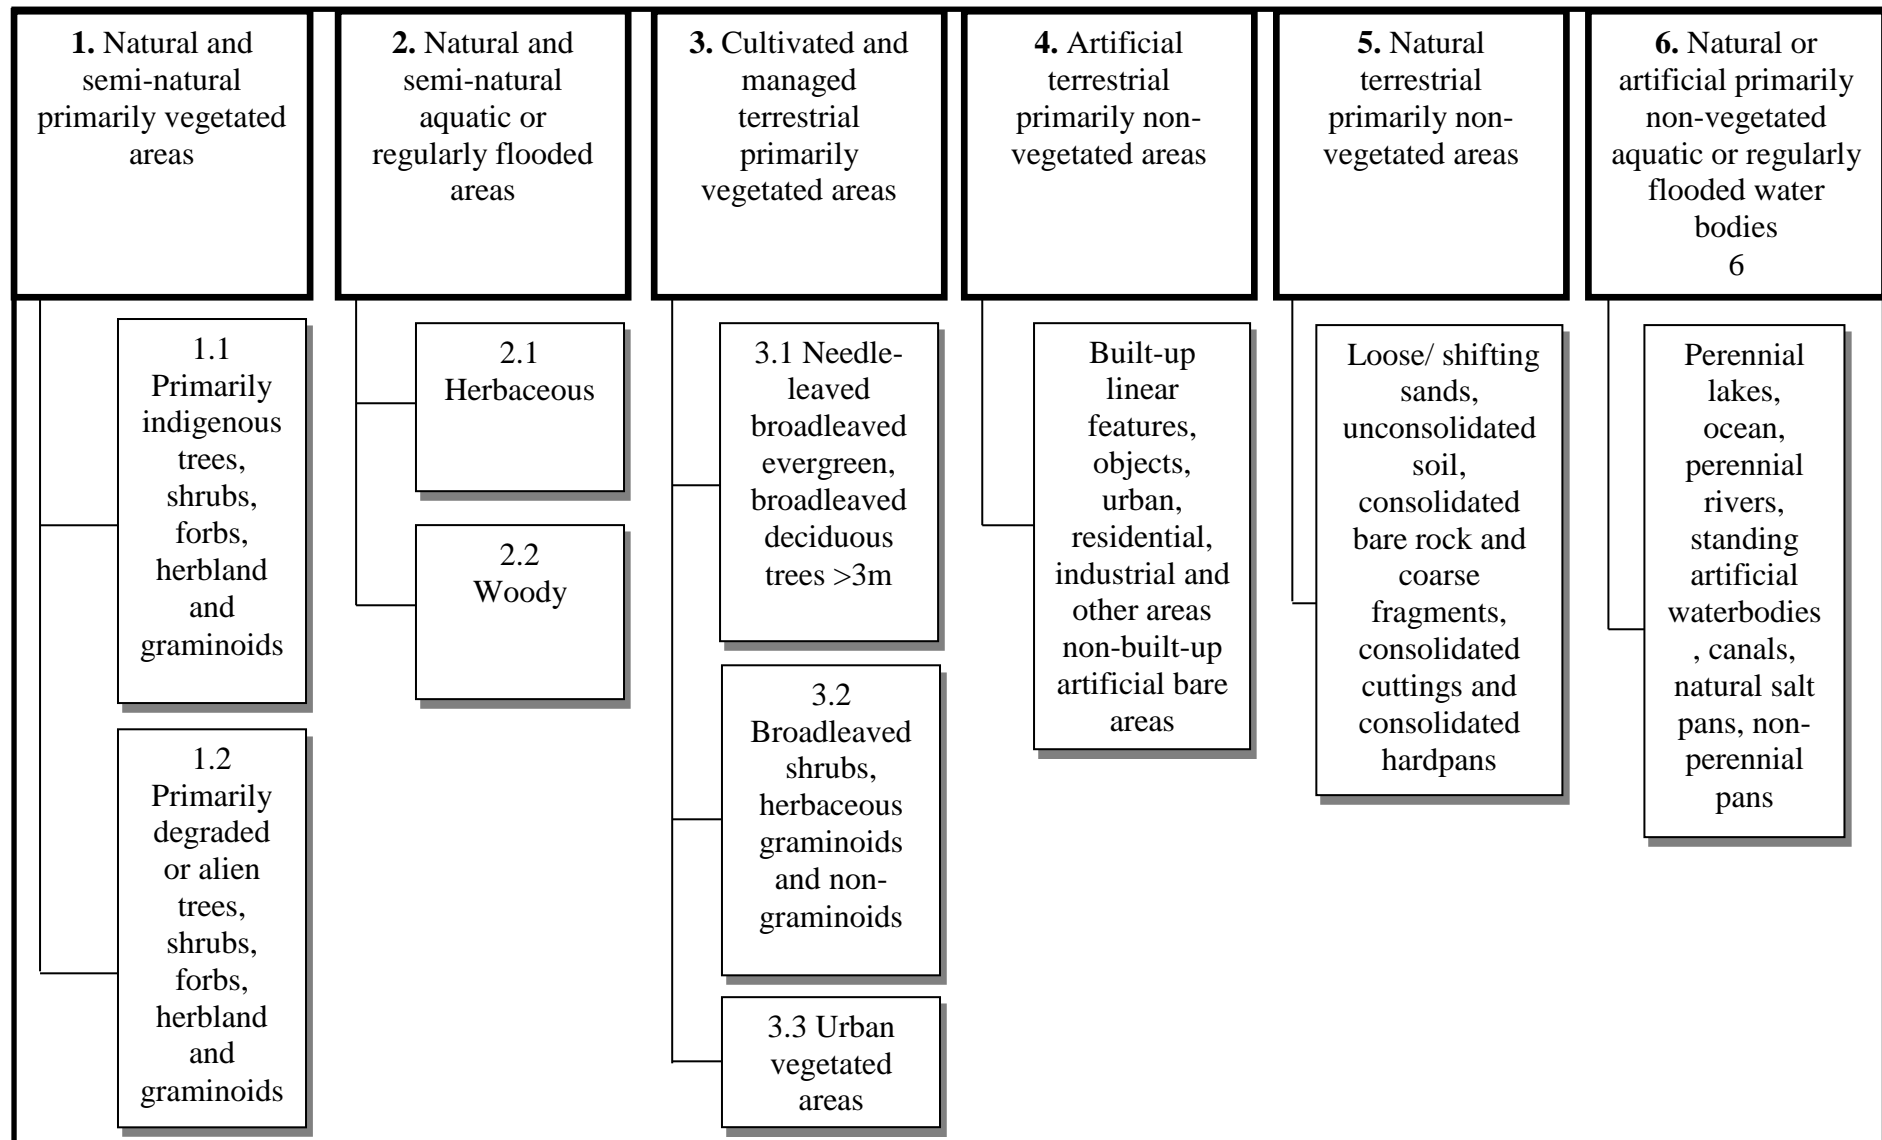 1. Natural and
semi-natural
primarily vegetated
areas
2. Natural and
semi-natural
aquatic or
regularly flooded
areas
3. Cultivated and
managed
terrestrial
primarily
vegetated areas
4. Artificial
terrestrial
primarily non-
vegetated areas
5. Natural
terrestrial
primarily non-
vegetated areas
6. Natural or
artificial primarily
non-vegetated
aquatic or regularly
flooded water
bodies
6
1.1
Primarily
indigenous
trees,
shrubs,
forbs,
herbland
and
graminoids
1.2
Primarily
degraded
or alien
trees,
shrubs,
forbs,
herbland
and
graminoids
2.1
Herbaceous
2.2
Woody
3.1 Needle-
leaved
broadleaved
evergreen,
broadleaved
deciduous
trees >3m
3.2
Broadleaved
shrubs,
herbaceous
graminoids
and non-
graminoids
3.3 Urban
vegetated
areas
Built-up
linear
features,
objects,
urban,
residential,
industrial and
other areas
non-built-up
artificial bare
areas
Loose/ shifting
sands,
unconsolidated
soil,
consolidated
bare rock and
coarse
fragments,
consolidated
cuttings and
consolidated
hardpans
Perennial
lakes,
ocean,
perennial
rivers,
standing
artificial
waterbodies
, canals,
natural salt
pans, non-
perennial
pans